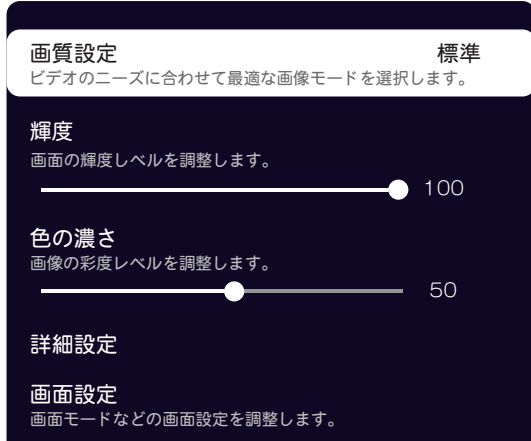 画質設定 標準
ビデオのニーズに合わせて最適な画像モードを選択します。
輝度
画面の輝度レベルを調整します。
100
色の濃さ
画像の彩度レベルを調整します。
50
詳細設定
画面設定
画面モードなどの画面設定を調整します。